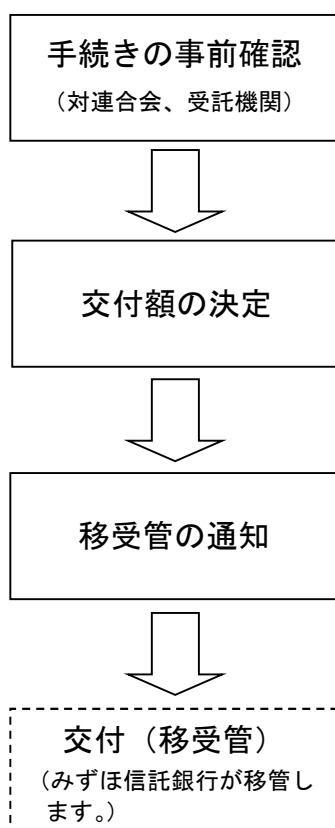 手続きの事前確認
（対連合会、受託機関）
交付額の決定
移受管の通知
交付（移受管）
（みずほ信託銀行が移管し
ます。）